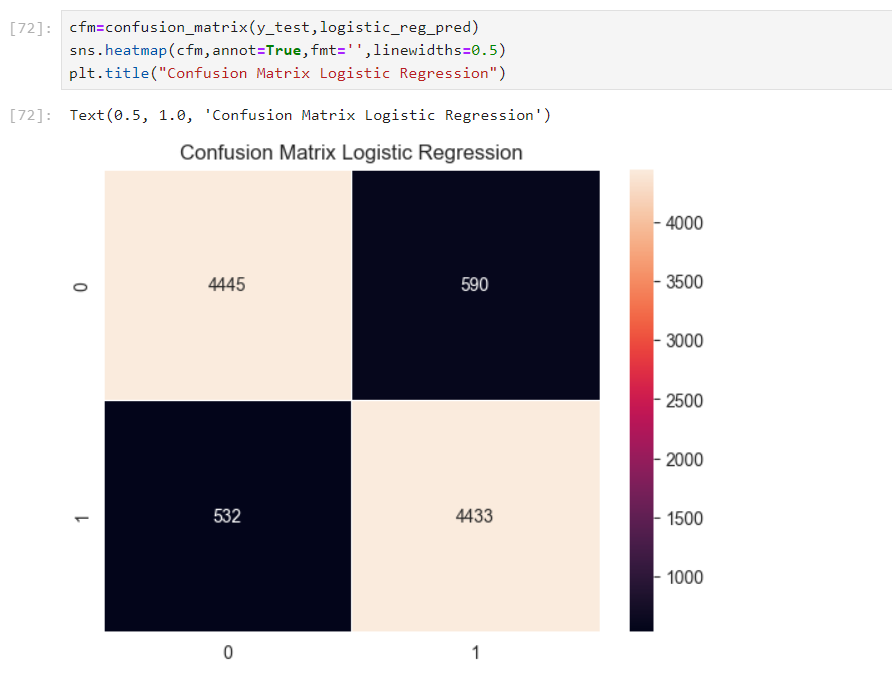 [72]: cfm=confusion_matrix(y_test,logistic_reg_pred)
sns.heatmap(cfm,annot=True,fmt='',linewidths=0.5)
plt.title("Confusion Matrix Logistic Regression")
[72]: Text(0.5, 1.0, 'Confusion Matrix Logistic Regression')
Confusion Matrix Logistic Regression
4000
0 4445 590
3500
3000
2500
2000
1 532 4433
1500
1000
0 1